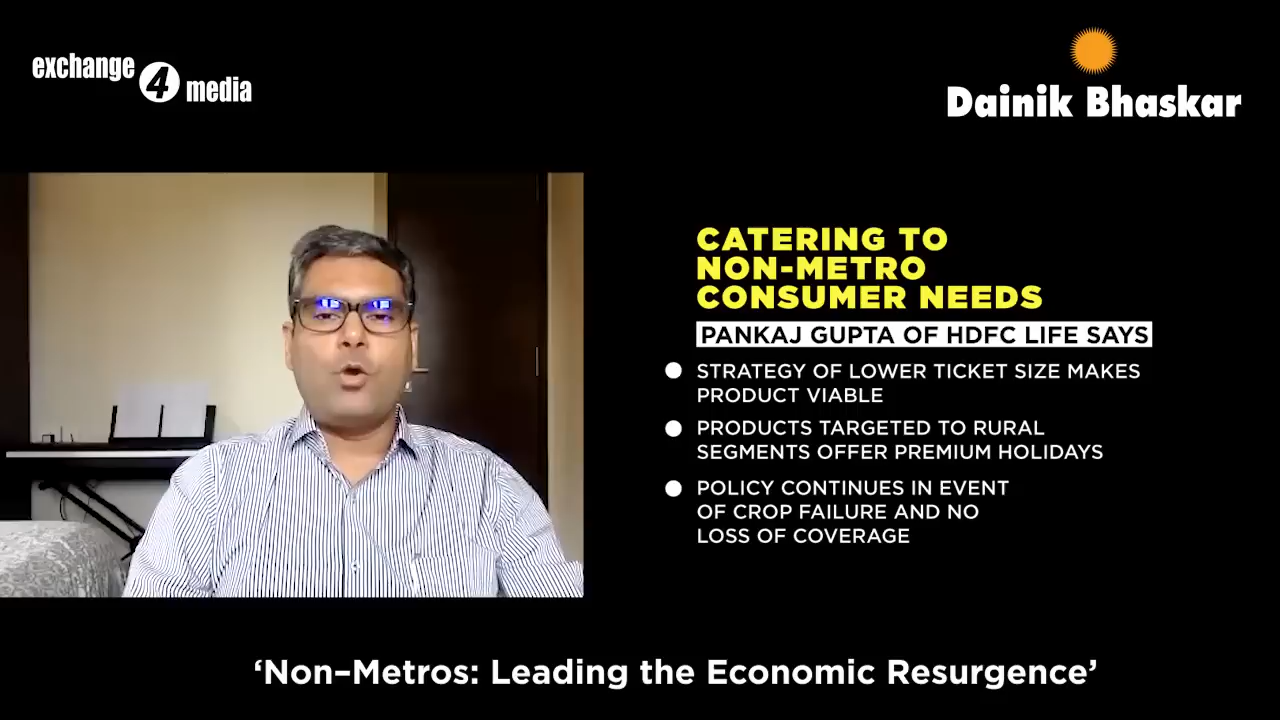 exchange
4
media
Dainik Bhaskar
CATERING TO
NON-METRO
CONSUMER NEEDS
PANKAJ GUPTA OF HDFC LIFE SAYS
STRATEGY OF LOWER TICKET SIZE MAKES
PRODUCT VIABLE
PRODUCTS TARGETED TO RURAL
SEGMENTS OFFER PREMIUM HOLIDAYS
POLICY CONTINUES IN EVENT
OF CROP FAILURE AND NO
LOSS OF COVERAGE
‘Non–Metros: Leading the Economic Resurgence’